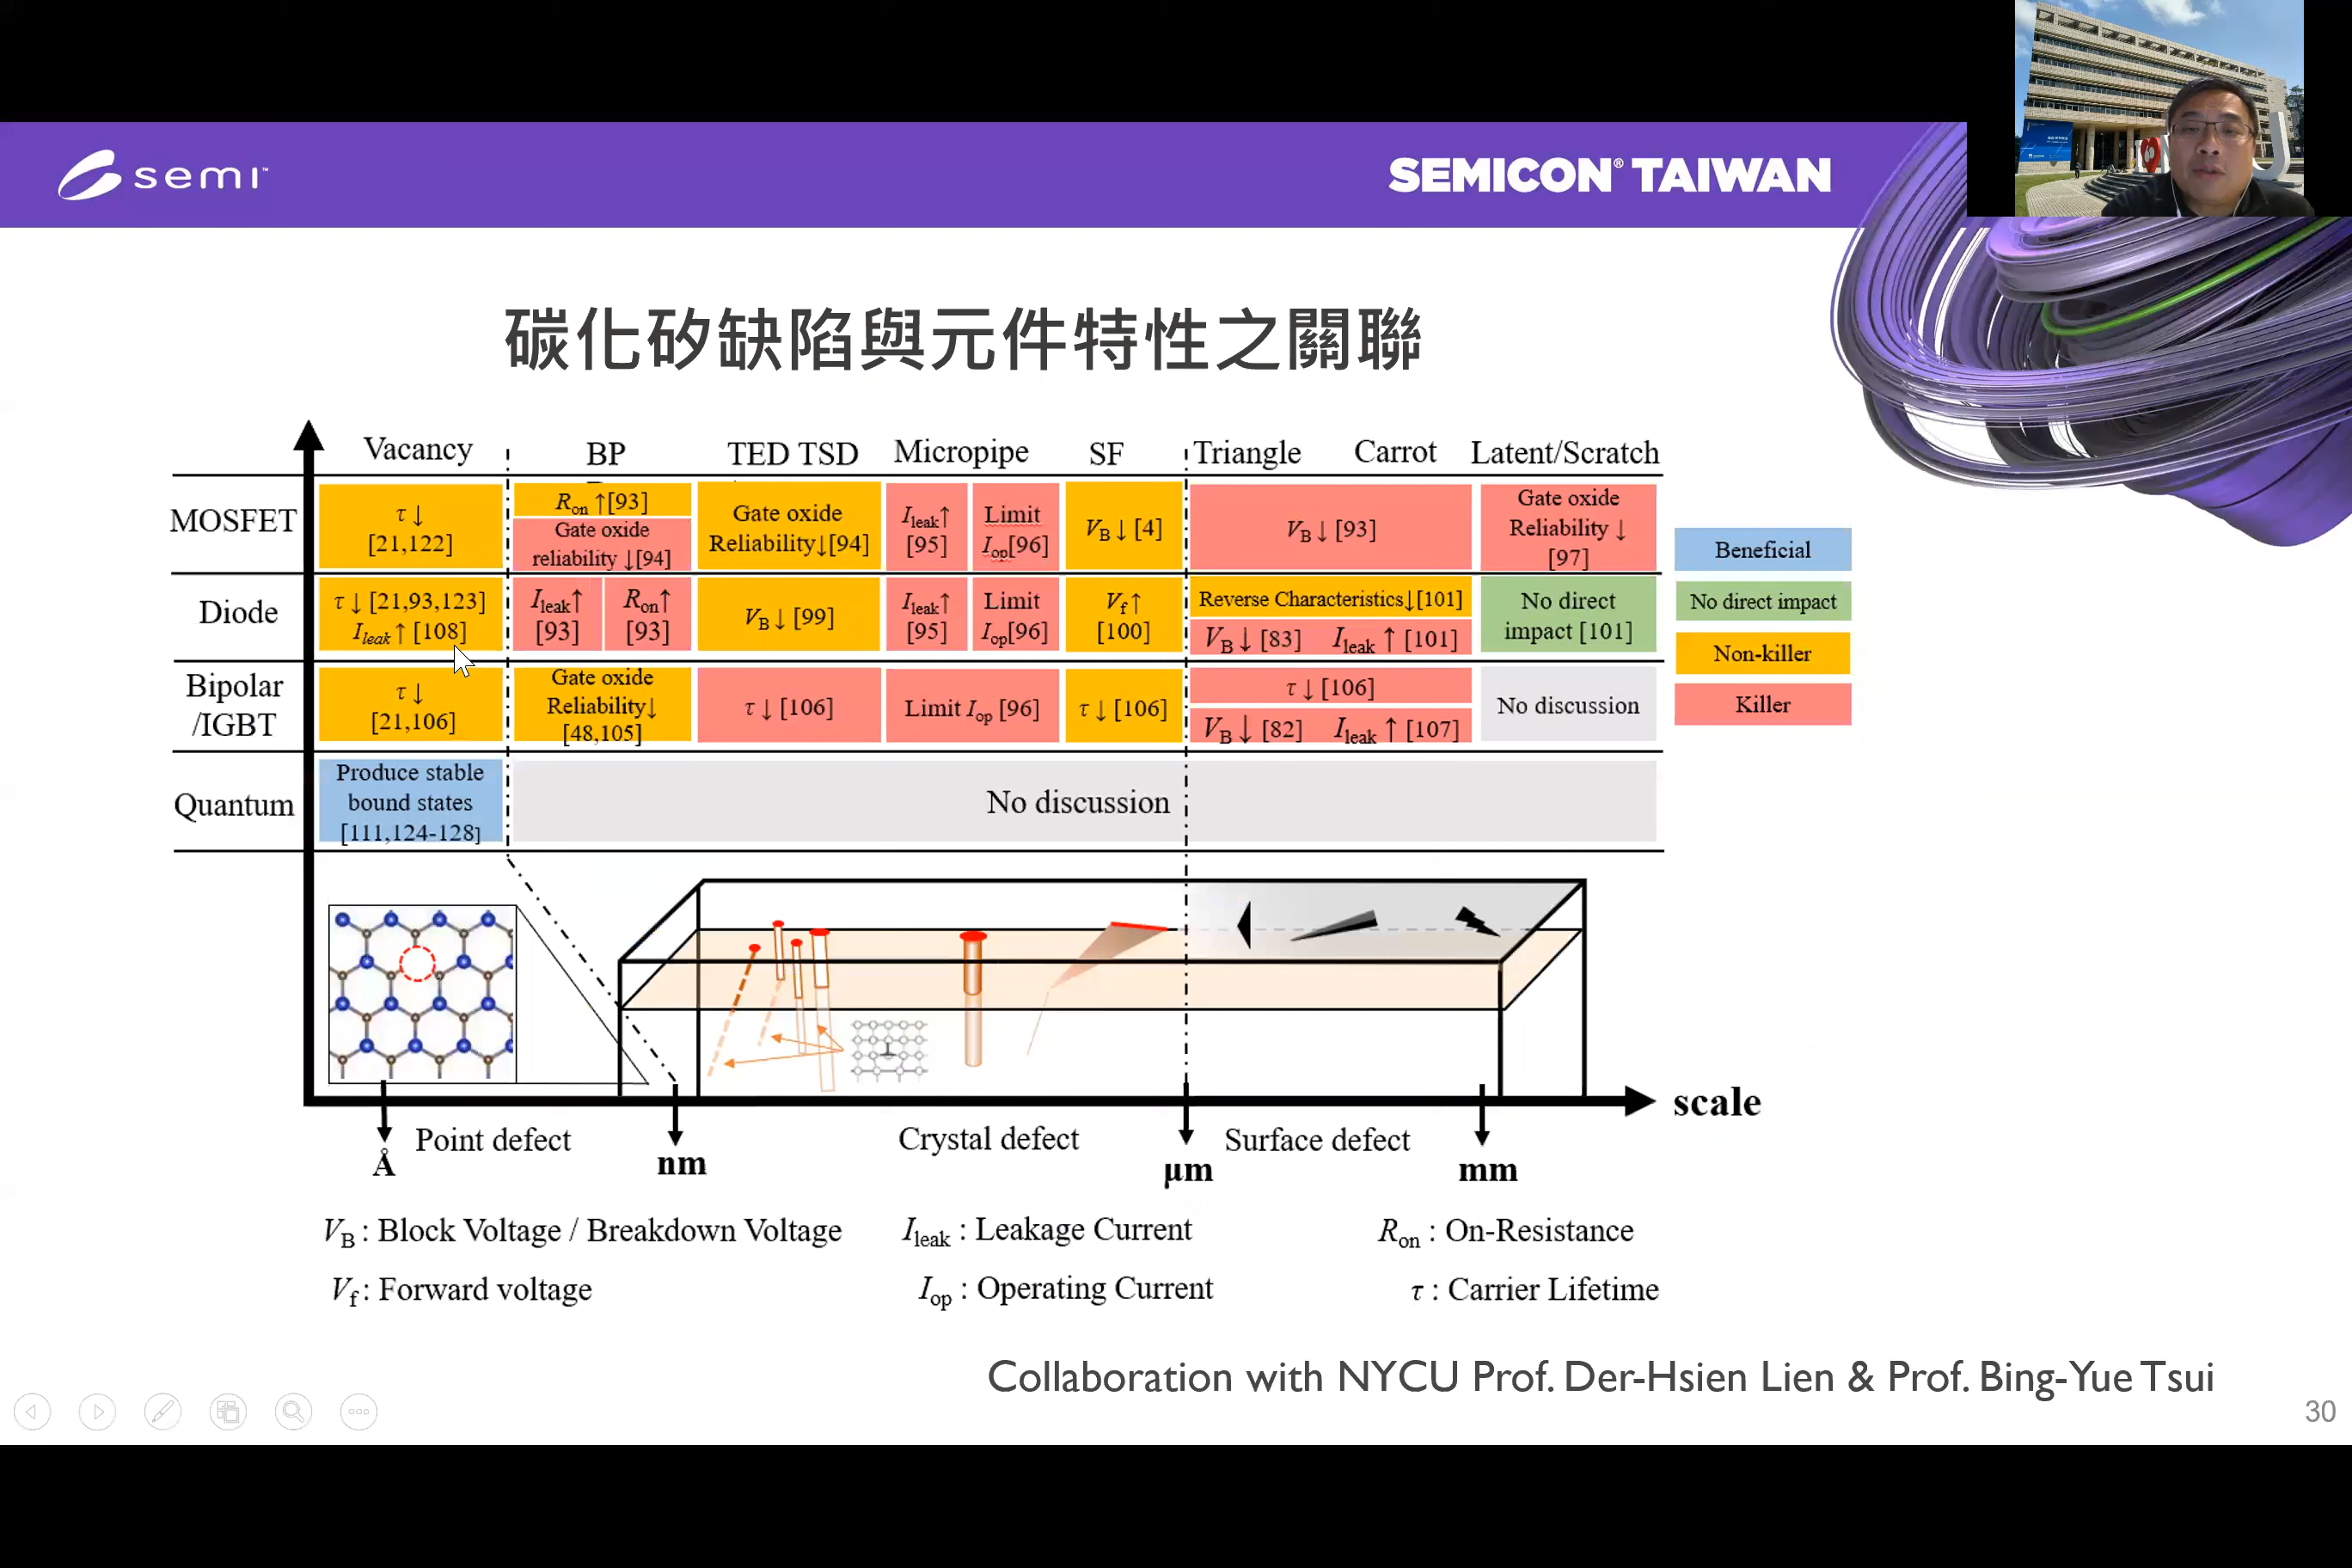 semi™
SEMICON® TAIWAN
碳化矽缺陷與元件特性之關聯
Vacancy BP TED TSD Micropipe SF Triangle Carrot Latent/Scratch
MOSFET
τ↓
[21,122]
Ron ↑[93]
Gate oxide
reliability ↓[94]
Gate oxide
Reliability↓[94]
Ileak↑
[95]
Limit
Iop[96]
VB↓ [4]
VB↓ [93]
Gate oxide
Reliability ↓
[97]
Diode
τ↓ [21,93,123]
Ileak↑ [108]
Ileak↑
[93]
Ron↑
[93]
VB↓ [99]
Ileak↑
[95]
Limit
Iop[96]
Vf↑
[100]
Reverse Characteristics↓[101]
VB↓ [83] Ileak ↑ [101]
No direct
impact [101]
Bipolar
/IGBT
τ↓
[21,106]
Gate oxide
Reliability↓
[48,105]
τ↓ [106]
Limit Iop [96]
τ↓ [106]
τ↓ [106]
VB↓ [82] Ileak ↑ [107]
No discussion
Quantum
Produce stable
bound states
[111,124-128]
No discussion
Beneficial
No direct impact
Non-killer
Killer
scale
Point defect Crystal defect Surface defect
Å nm μm mm
VB : Block Voltage / Breakdown Voltage
Ileak : Leakage Current
Ron : On-Resistance
Vf : Forward voltage
Iop : Operating Current
τ : Carrier Lifetime
Collaboration with NYCU Prof. Der-Hsien Lien & Prof. Bing-Yue Tsui
30